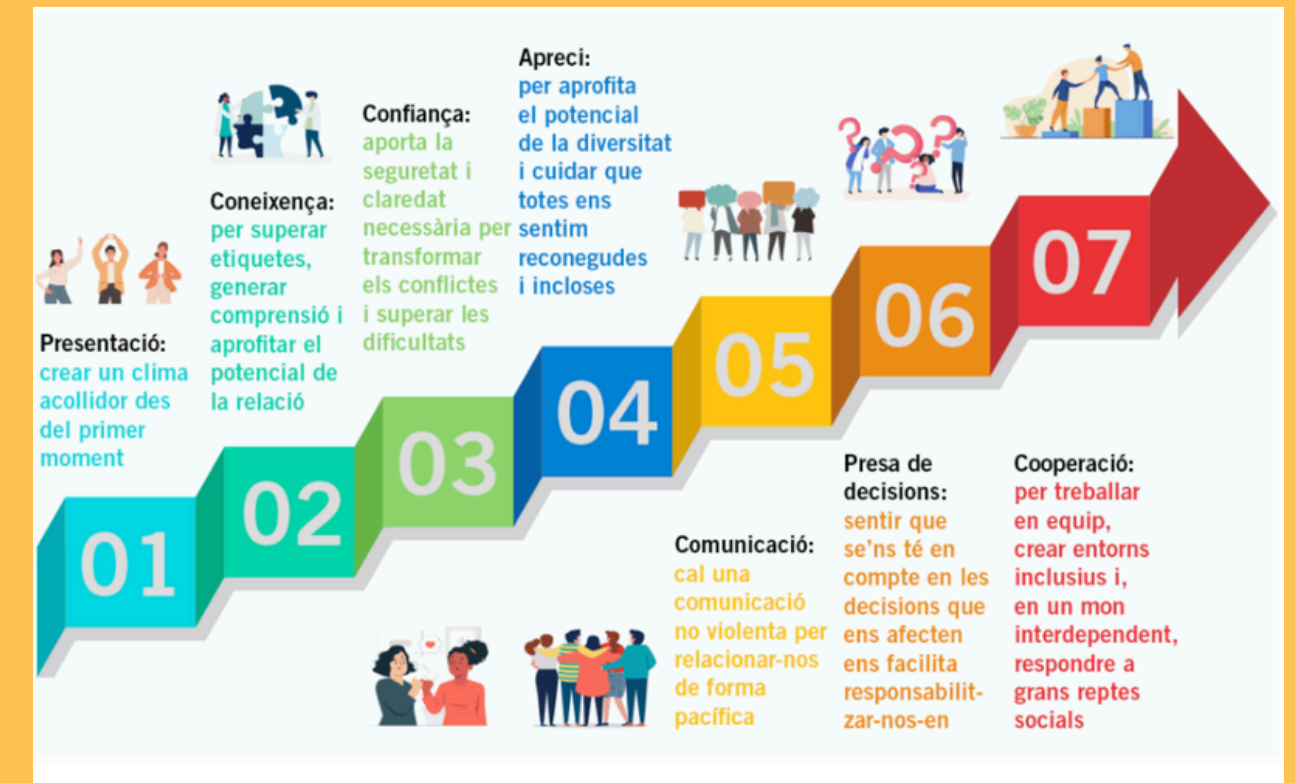 Presentació:
crear un clima
acollidor des
del primer
moment
01
Coneixença:
per superar
etiquetes,
generar
comprensió i
aprofitar el
potencial de
la relació
02
Confiança:
aporta la
seguretat i
claredat
necessària per
transformar
els conflictes
i superar les
dificultats
03
Apreci:
per aprofita
el potencial
de la diversitat
i cuidar que
totes ens
sentim
reconegudes
i incloses
04
05
Comunicació:
cal una
comunicació
no violenta per
relacionar-nos
de forma
pacífica
06
Presa de
decisions:
sentir que
se'ns té en
compte en les
decisions que
ens afecten
ens facilita
responsabilit-
zar-nos-en
07
Cooperació:
per treballar
en equip,
crear entorns
inclusius i,
en un mon
interdependent,
respondre a
grans reptes
socials